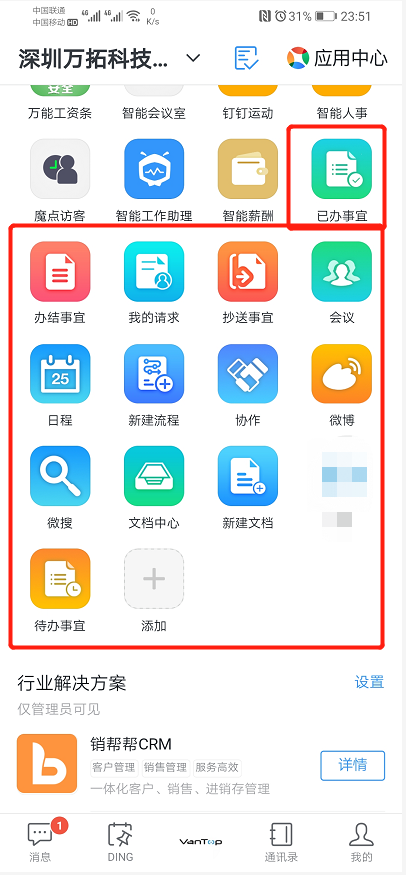 中国联通
中国移动 HD
4G 4G 0 K/s
31% 23:51
深圳万拓科技... 应用中心
安全
万能工资条 智能会议室 钉钉运动 智能人事
魔点访客 智能工作助理 智能薪酬 已办事宜
办结事宜 我的请求 抄送事宜 会议
25
日程 新建流程 协作 微博
微搜 文档中心 新建文档
待办事宜 添加
行业解决方案 设置
仅管理员可见
销帮帮CRM
客户管理 销售管理 服务高效
详情
一体化客户、销售、进销存管理
1
消息 DING VanTop 通讯录 我的